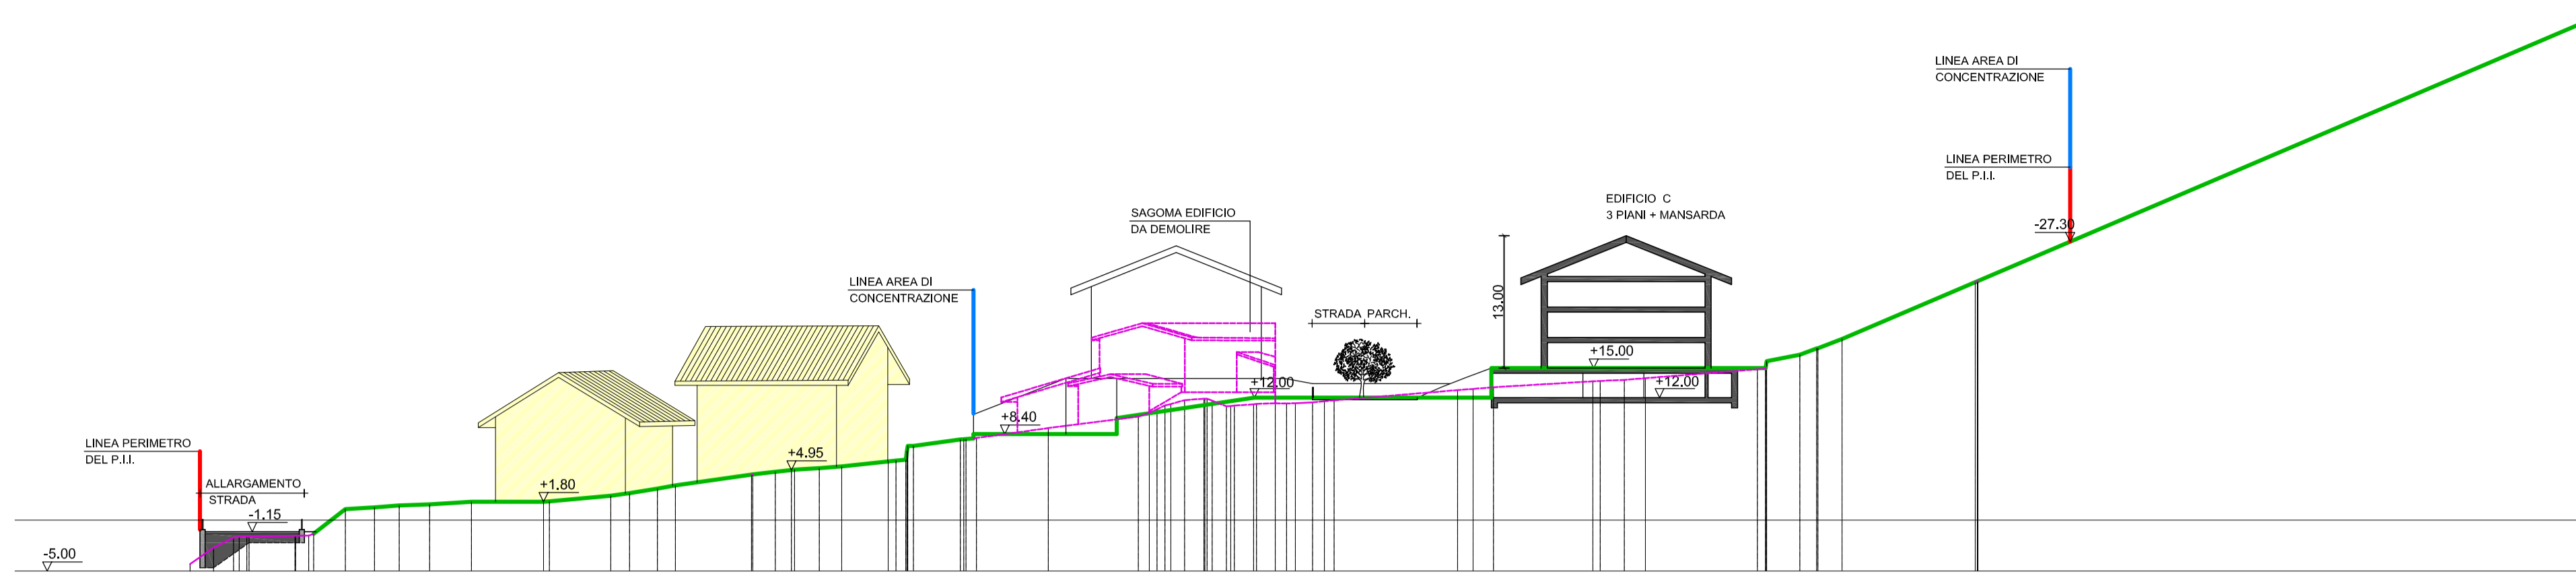 LINEA AREA DI
CONCENTRAZIONE
LINEA PERIMETRO
DEL P.I.I.
-27.30
EDIFICIO C
3 PIANI + MANSARDA
SAGOMA EDIFICIO
DA DEMOLIRE
LINEA AREA DI
CONCENTRAZIONE
13.00
STRADA PARCH.
+15.00
+12.00
+12.00
+8.40
LINEA PERIMETRO
DEL P.I.I.
+4.95
ALLARGAMENTO
STRADA
+1.80
-1.15
-5.00